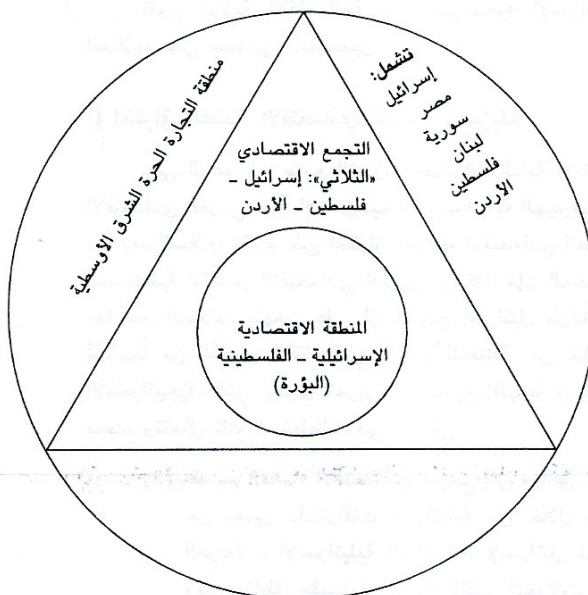 منطقة التجارة الحرة الشرق الأوسطية
تشمل:
إسرائيل
مصر
سورية
لبنان
فلسطين
الأردن
التجمع الاقتصادي
«الثلاثي»: إسرائيل –
فلسطين – الأردن
المنطقة الاقتصادية
الإسرائيلية – الفلسطينية
(البؤرة)